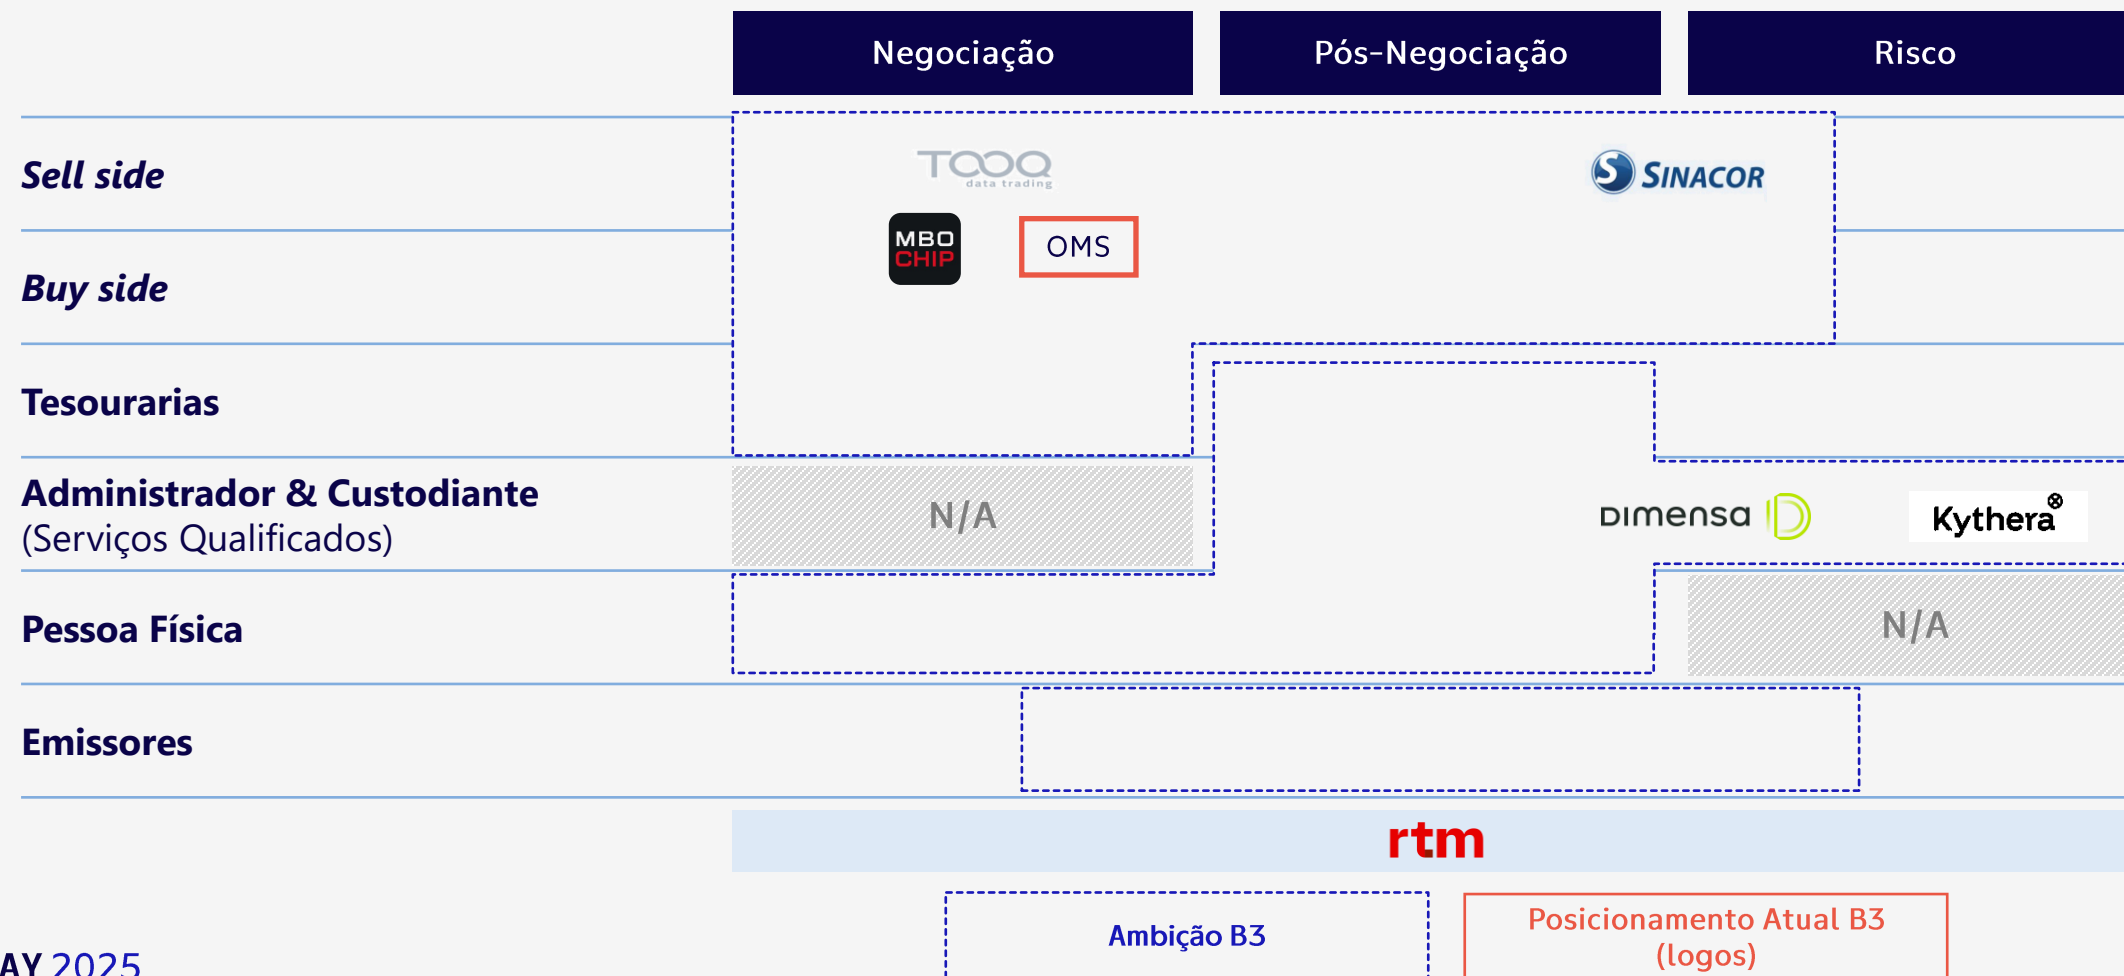 Negociação
Pós-Negociação
Risco
Sell side
TOOQ
data trading
SINACOR
MBO
CHIP
OMS
Buy side
Tesourarias
Administrador & Custodiante
(Serviços Qualificados)
N/A
Dimensa
Kythera
Pessoa Física
N/A
Emissores
rtm
Ambição B3
Posicionamento Atual B3
(logos)
AY 2025